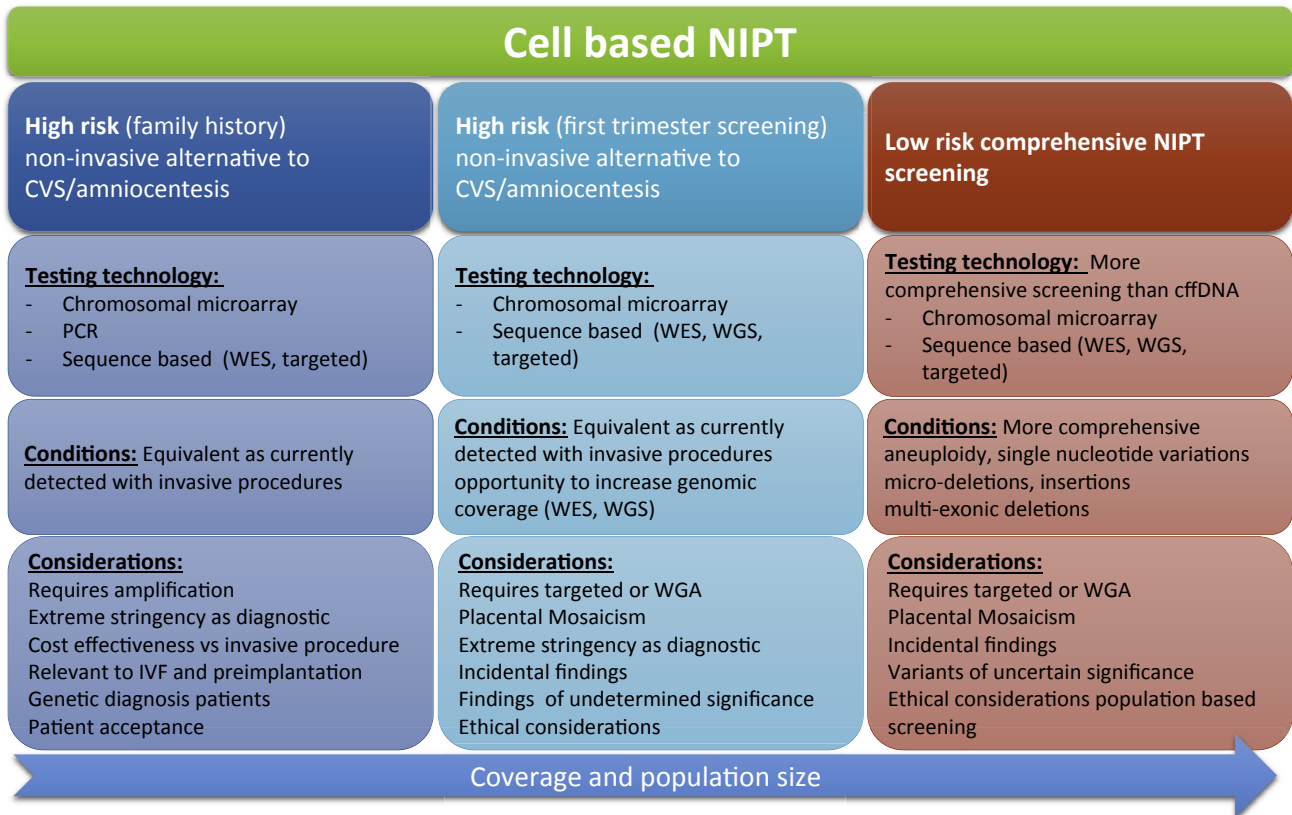 Cell based NIPT
High risk (family history)
non-invasive alternative to
CVS/amniocentesis
High risk (first trimester screening)
non-invasive alternative to
CVS/amniocentesis
Low risk comprehensive NIPT
screening
Testing technology:
- Chromosomal microarray
- PCR
- Sequence based (WES, targeted)
Testing technology:
- Chromosomal microarray
- Sequence based (WES, WGS,
targeted)
Testing technology: More
comprehensive screening than cffDNA
- Chromosomal microarray
- Sequence based (WES, WGS,
targeted)
Conditions: Equivalent as currently
detected with invasive procedures
Conditions: Equivalent as currently
detected with invasive procedures
opportunity to increase genomic
coverage (WES, WGS)
Conditions: More comprehensive
aneuploidy, single nucleotide variations
micro-deletions, insertions
multi-exonic deletions
Considerations:
Requires amplification
Extreme stringency as diagnostic
Cost effectiveness vs invasive procedure
Relevant to IVF and preimplantation
Genetic diagnosis patients
Patient acceptance
Considerations:
Requires targeted or WGA
Placental Mosaicism
Extreme stringency as diagnostic
Incidental findings
Findings of undetermined significance
Ethical considerations
Considerations:
Requires targeted or WGA
Placental Mosaicism
Incidental findings
Variants of uncertain significance
Ethical considerations population based
screening
Coverage and population size